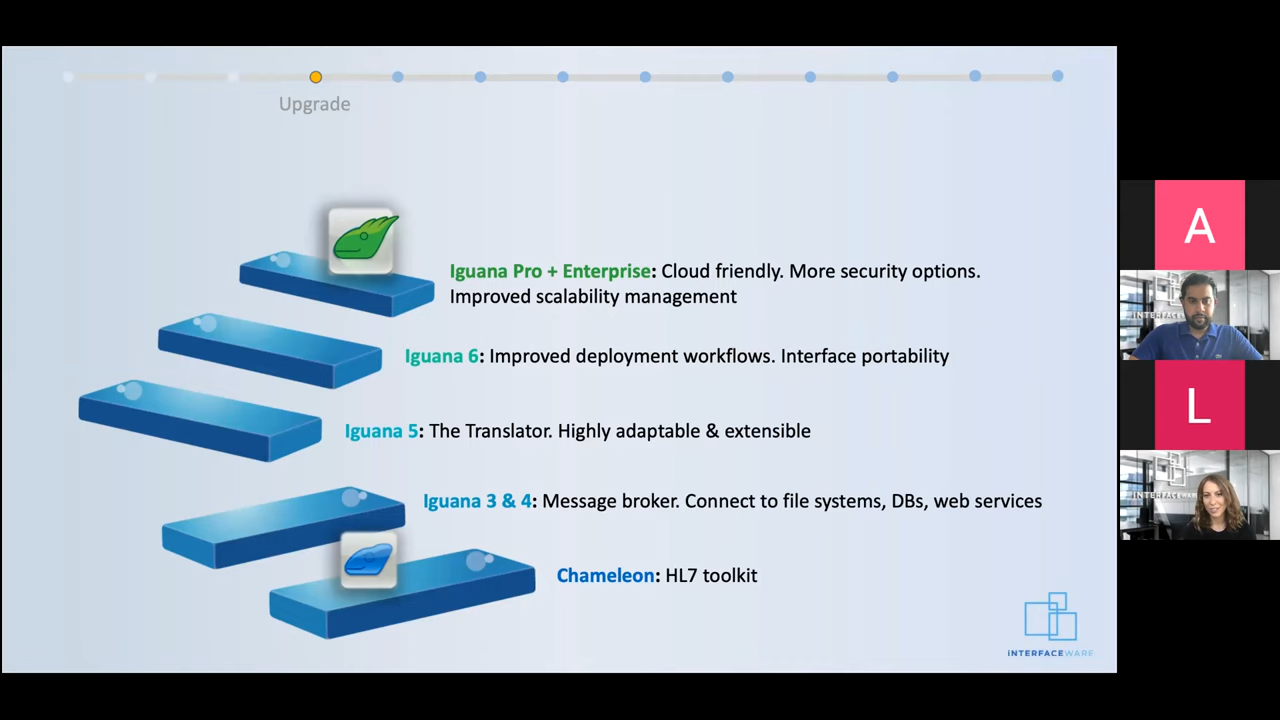 Upgrade
Iguana Pro + Enterprise: Cloud friendly. More security options.
Improved scalability management
Iguana 6: Improved deployment workflows. Interface portability
Iguana 5: The Translator. Highly adaptable & extensible
Iguana 3 & 4: Message broker. Connect to file systems, DBs, web services
Chameleon: HL7 toolkit
INTERFACEWARE
A
L